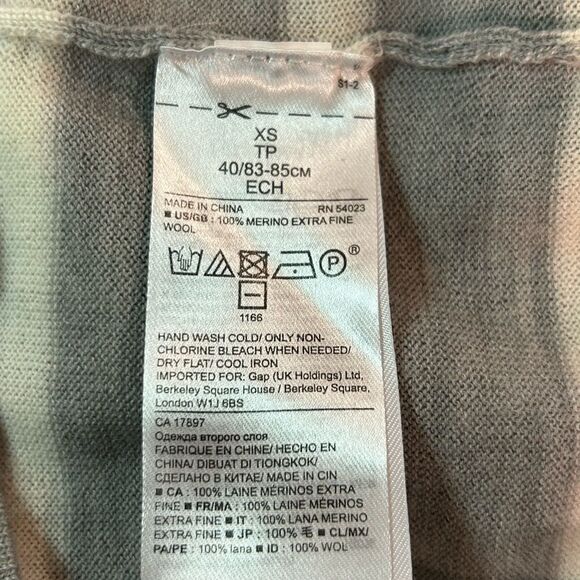 S1-2
XS
TP
40/83-85CM
ECH
MADE IN CHINA RN 54023
■ US/GB : 100% MERINO EXTRA FINE
WOOL
P ®
1166
HAND WASH COLD/ ONLY NON-
CHLORINE BLEACH WHEN NEEDED/
DRY FLAT/ COOL IRON
IMPORTED FOR: Gap (UK Holdings) Ltd,
Berkeley Square House / Berkeley Square,
London W1J 6BS
CA 17897
Одежда второго слоя
FABRIQUE EN CHINE/ HECHO EN
CHINA/ DIBUAT DI TIONGKOK/
СДЕЛАНО В КИТАЕ/ MADE IN CIN
■ CA : 100% LAINE MÉRINOS EXTRA
FINE ■ FR/MA : 100% LAINE MÉRINOS
EXTRA FINE ■ IT : 100% LANA MERINO
EXTRA FINE ■ JP : 100% 毛 ■ CL/MX/
PA/PE : 100% lana ■ ID : 100% WOL